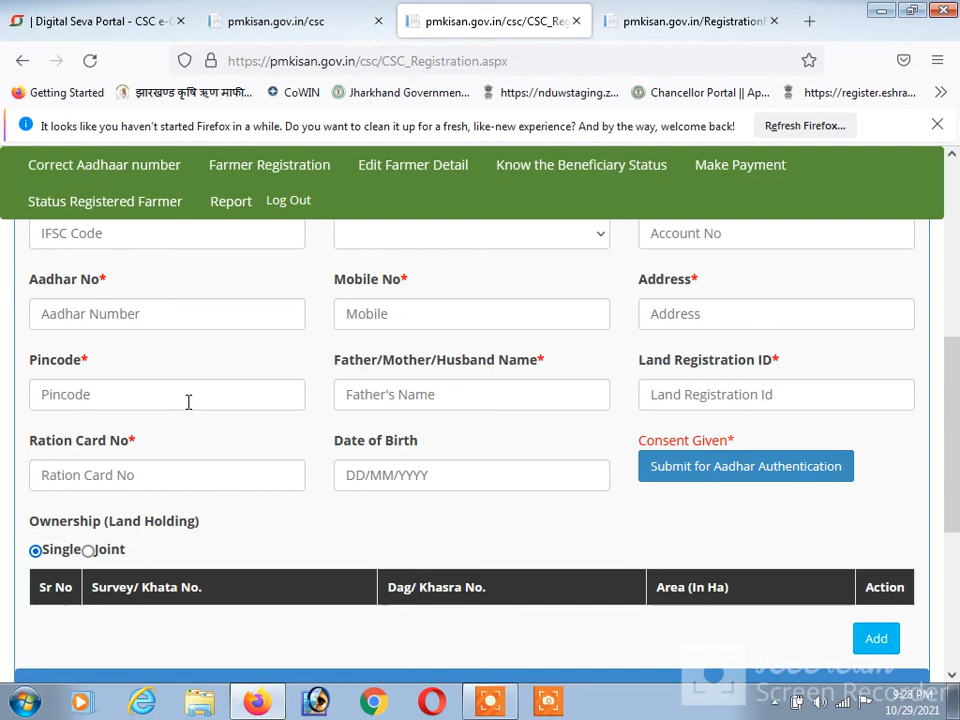 | Digital Seva Portal - CSC e-G
pmkisan.gov.in/csc
pmkisan.gov.in/csc/CSC_Reg
pmkisan.gov.in/RegistrationF
https://pmkisan.gov.in/csc/CSC_Registration.aspx
Getting Started
झारखण्ड कृषि ऋण माफी...
CoWIN
Jharkhand Governmen...
https://nduwstaging.z...
Chancellor Portal || Ap...
https://register.eshra...
It looks like you haven't started Firefox in a while. Do you want to clean it up for a fresh, like-new experience? And by the way, welcome back!
Refresh Firefox...
Correct Aadhaar number
Farmer Registration
Edit Farmer Detail
Know the Beneficiary Status
Make Payment
Status Registered Farmer
Report
Log Out
IFSC Code
Account No
Aadhar No*
Mobile No*
Address*
Aadhar Number
Mobile
Address
Pincode*
Father/Mother/Husband Name*
Land Registration ID*
Pincode
Father's Name
Land Registration Id
Ration Card No*
Date of Birth
Consent Given*
Ration Card No
DD/MM/YYYY
Submit for Aadhar Authentication
Ownership (Land Holding)
Single Joint
Sr No
Survey/ Khata No.
Dag/ Khasra No.
Area (In Ha)
Action
Add
Screen Recorder
9:28 PM
10/29/2021